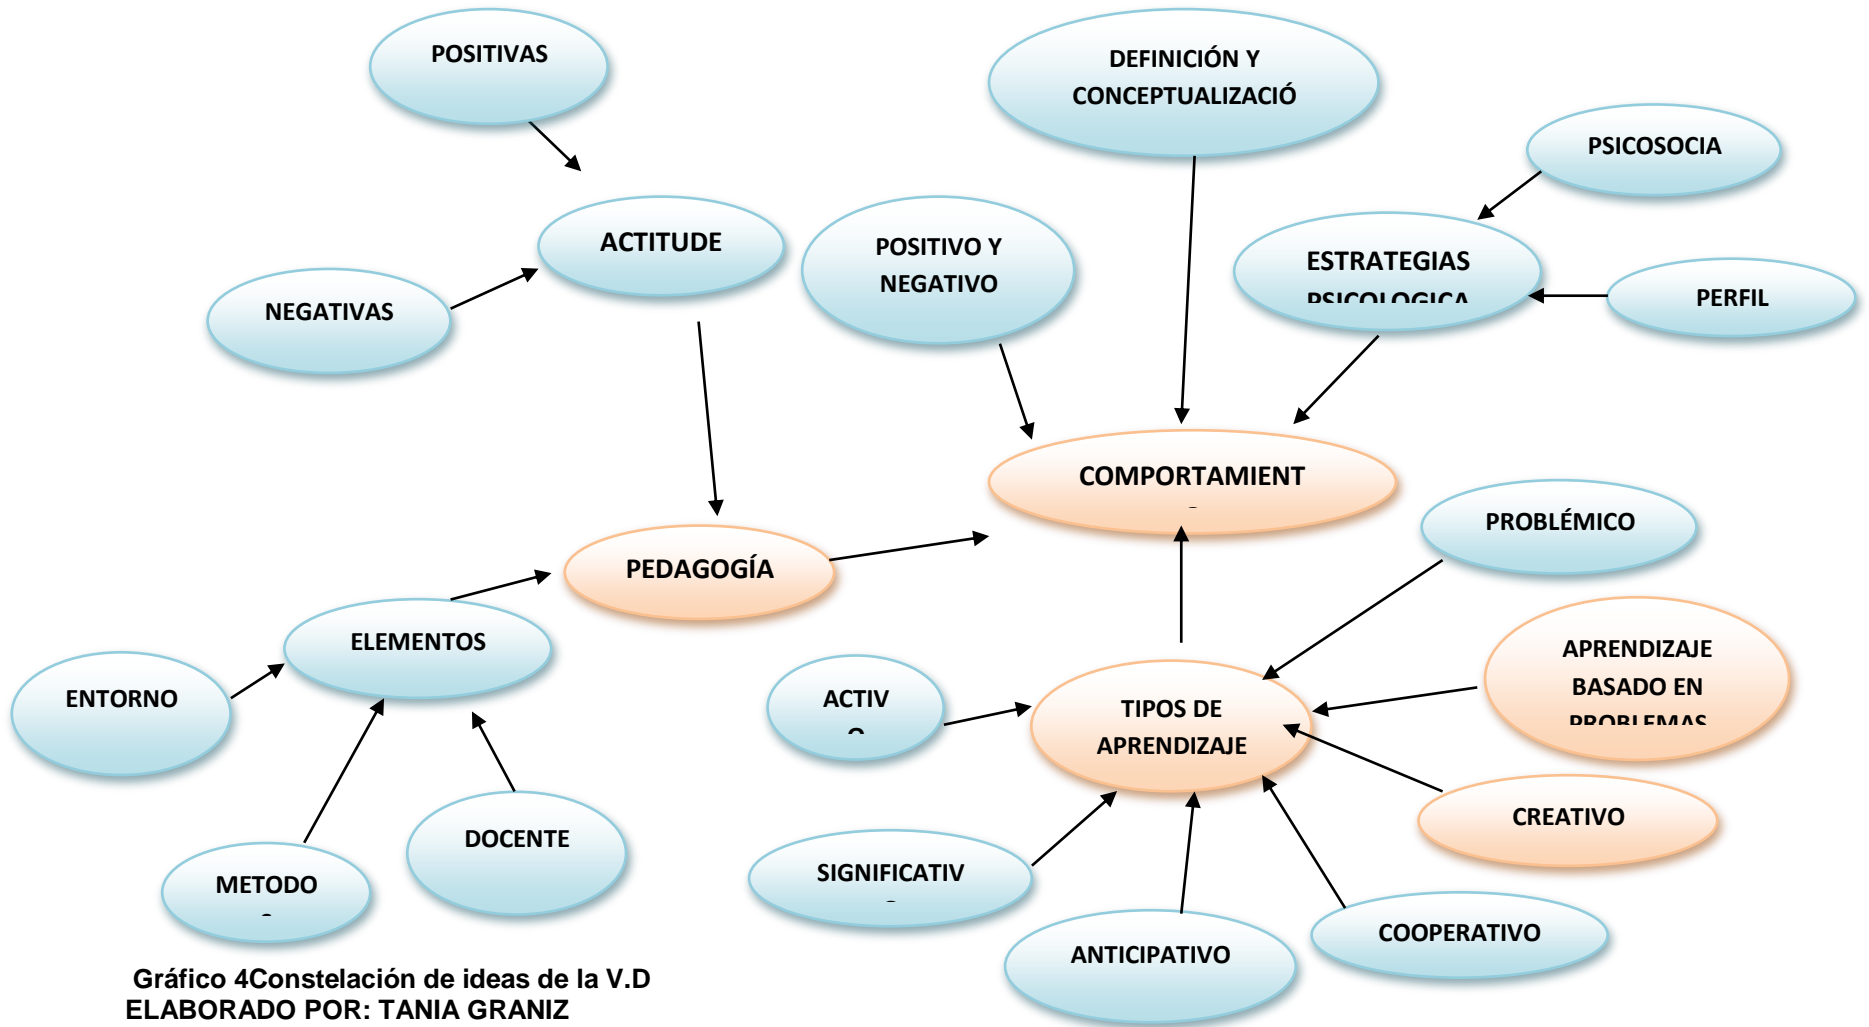 POSITIVAS
DEFINICIÓN Y
CONCEPTUALIZACIÓ
PSICOSOCIA
ACTITUDE
POSITIVO Y
NEGATIVO
ESTRATEGIAS
PSICOLOGICA
NEGATIVAS
PERFIL
COMPORTAMIENT
PROBLÉMICO
PEDAGOGÍA
ELEMENTOS
APRENDIZAJE
BASADO EN
PROBLEMAS
ENTORNO
ACTIV
O
TIPOS DE
APRENDIZAJE
CREATIVO
DOCENTE
SIGNIFICATIV
METODO
COOPERATIVO
ANTICIPATIVO
Gráfico 4Constelación de ideas de la V.D
ELABORADO POR: TANIA GRANIZ